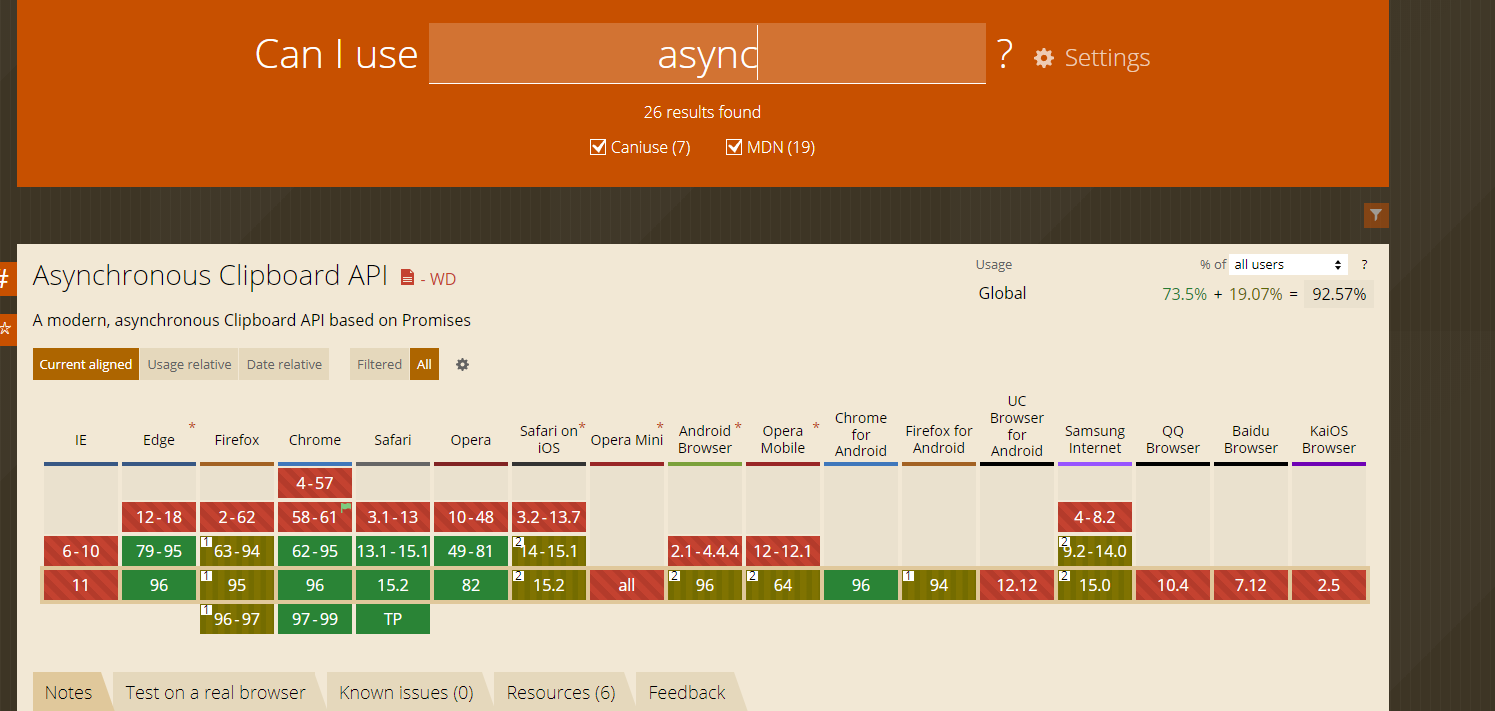 Can I use async ? Settings
26 results found
Caniuse (7) MDN (19)
#
Asynchronous Clipboard API - WD
Usage % of all users ?
Global 73.5% + 19.07% = 92.57%
A modern, asynchronous Clipboard API based on Promises
Current aligned Usage relative Date relative Filtered All
IE Edge * Firefox Chrome Safari Opera Safari on iOS * Opera Mini * Android Browser * Opera Mobile * Chrome for Android Firefox for Android UC Browser for Android Samsung Internet QQ Browser Baidu Browser KaiOS Browser
4-57
12-18 2-62 58-61 3.1-13 10-48 3.2-13.7 4-8.2
6-10 79-95 1 63-94 62-95 13.1-15.1 49-81 2 14-15.1 2.1-4.4.4 12-12.1 2 9.2-14.0
11 96 1 95 96 15.2 82 2 15.2 all 2 96 2 64 96 1 94 12.12 2 15.0 10.4 7.12 2.5
1 96-97 97-99 TP
Notes Test on a real browser Known issues (0) Resources (6) Feedback